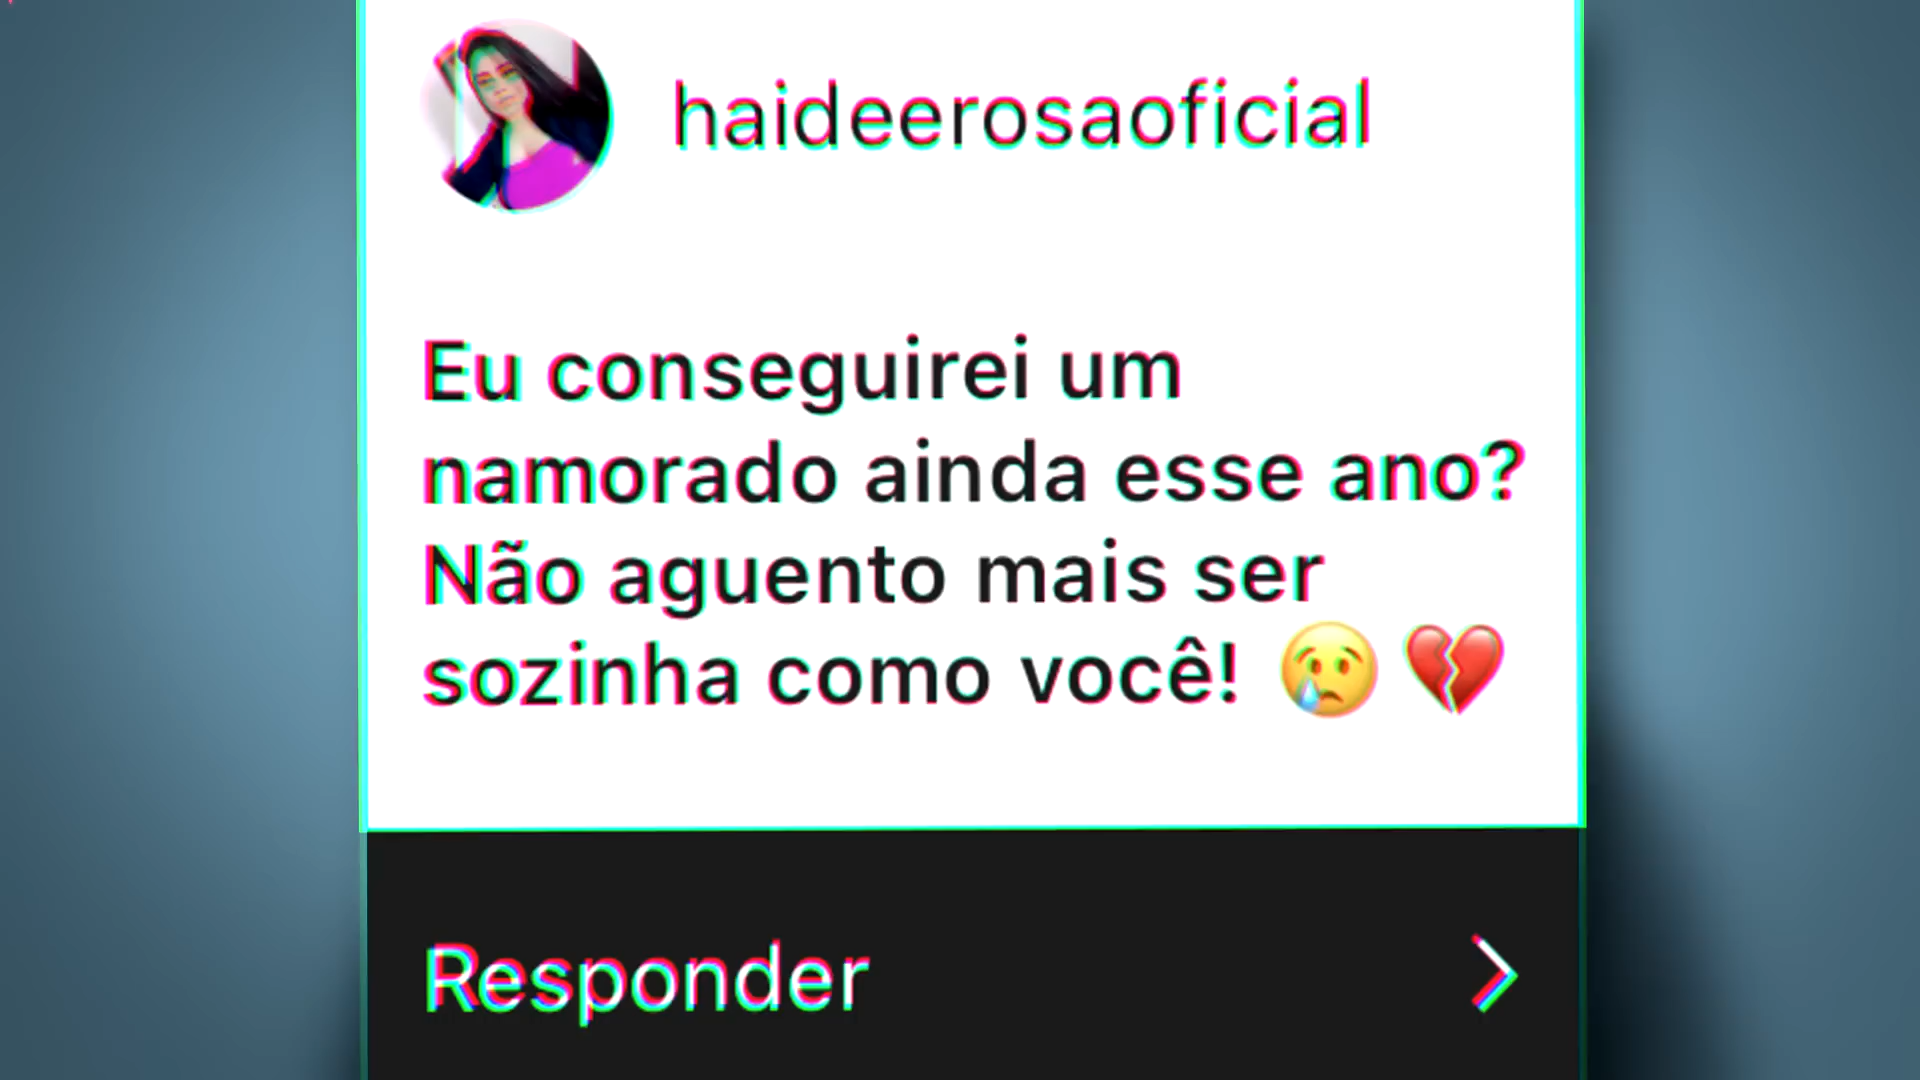 haideerosaoficial
Eu conseguirei um
namorado ainda esse ano?
Não aguento mais ser
sozinha como você! 😢 💔
Responder